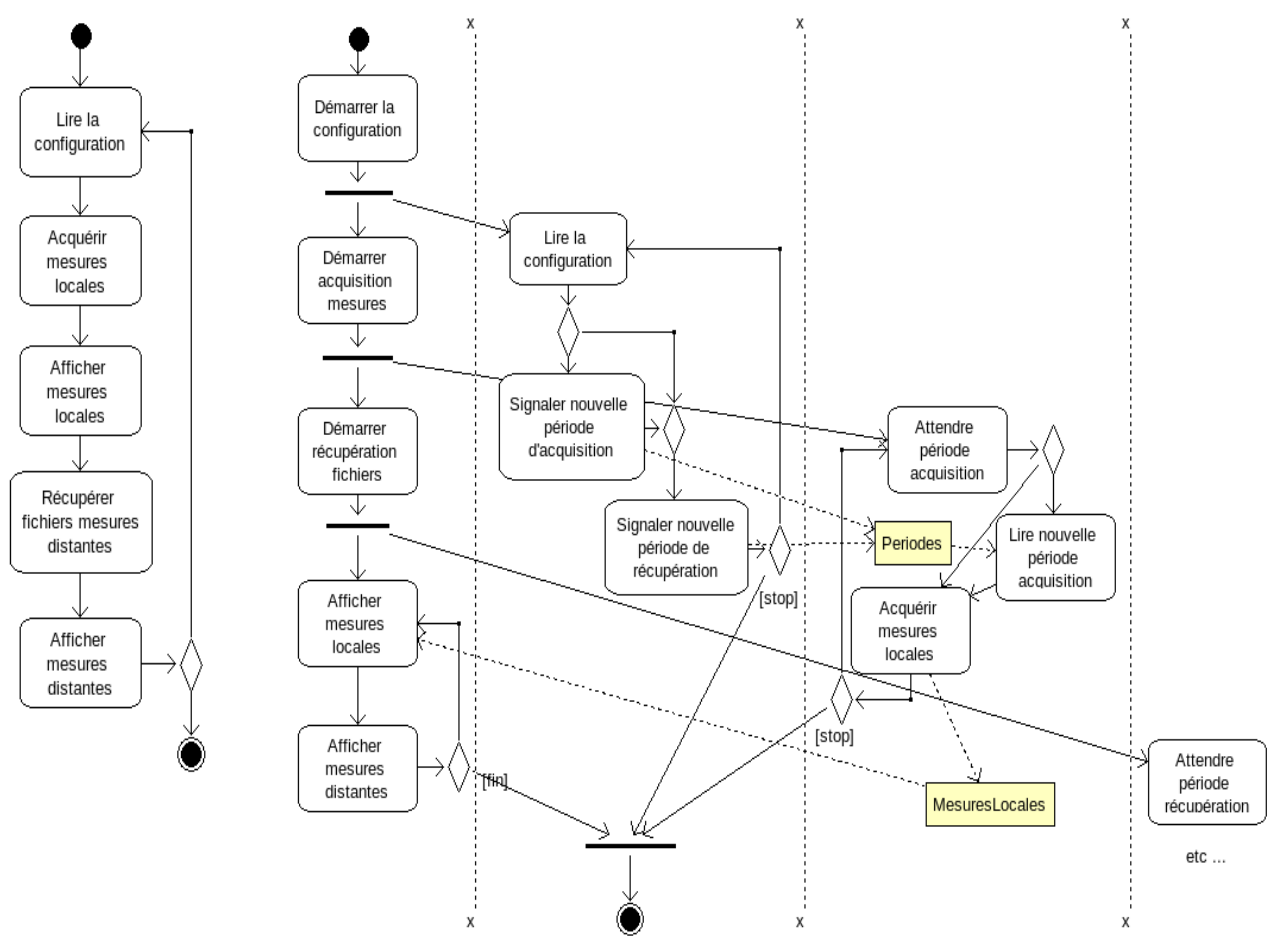 x
x
x
Lire la
configuration
Acquérir
mesures
locales
Afficher
mesures
locales
Récupérer
fichiers mesures
distantes
Afficher
mesures
distantes
Démarrer la
configuration
Démarrer
acquisition
mesures
Démarrer
récupération
fichiers
Afficher
mesures
locales
Afficher
mesures
distantes
[fin]
Lire la
configuration
Signaler nouvelle
période
d'acquisition
Signaler nouvelle
période de
récupération
[stop]
Attendre
période
acquisition
Periodes
Lire nouvelle
période
acquisition
Acquérir
mesures
locales
[stop]
MesuresLocales
Attendre
période
récupération
etc ...
x
x
x